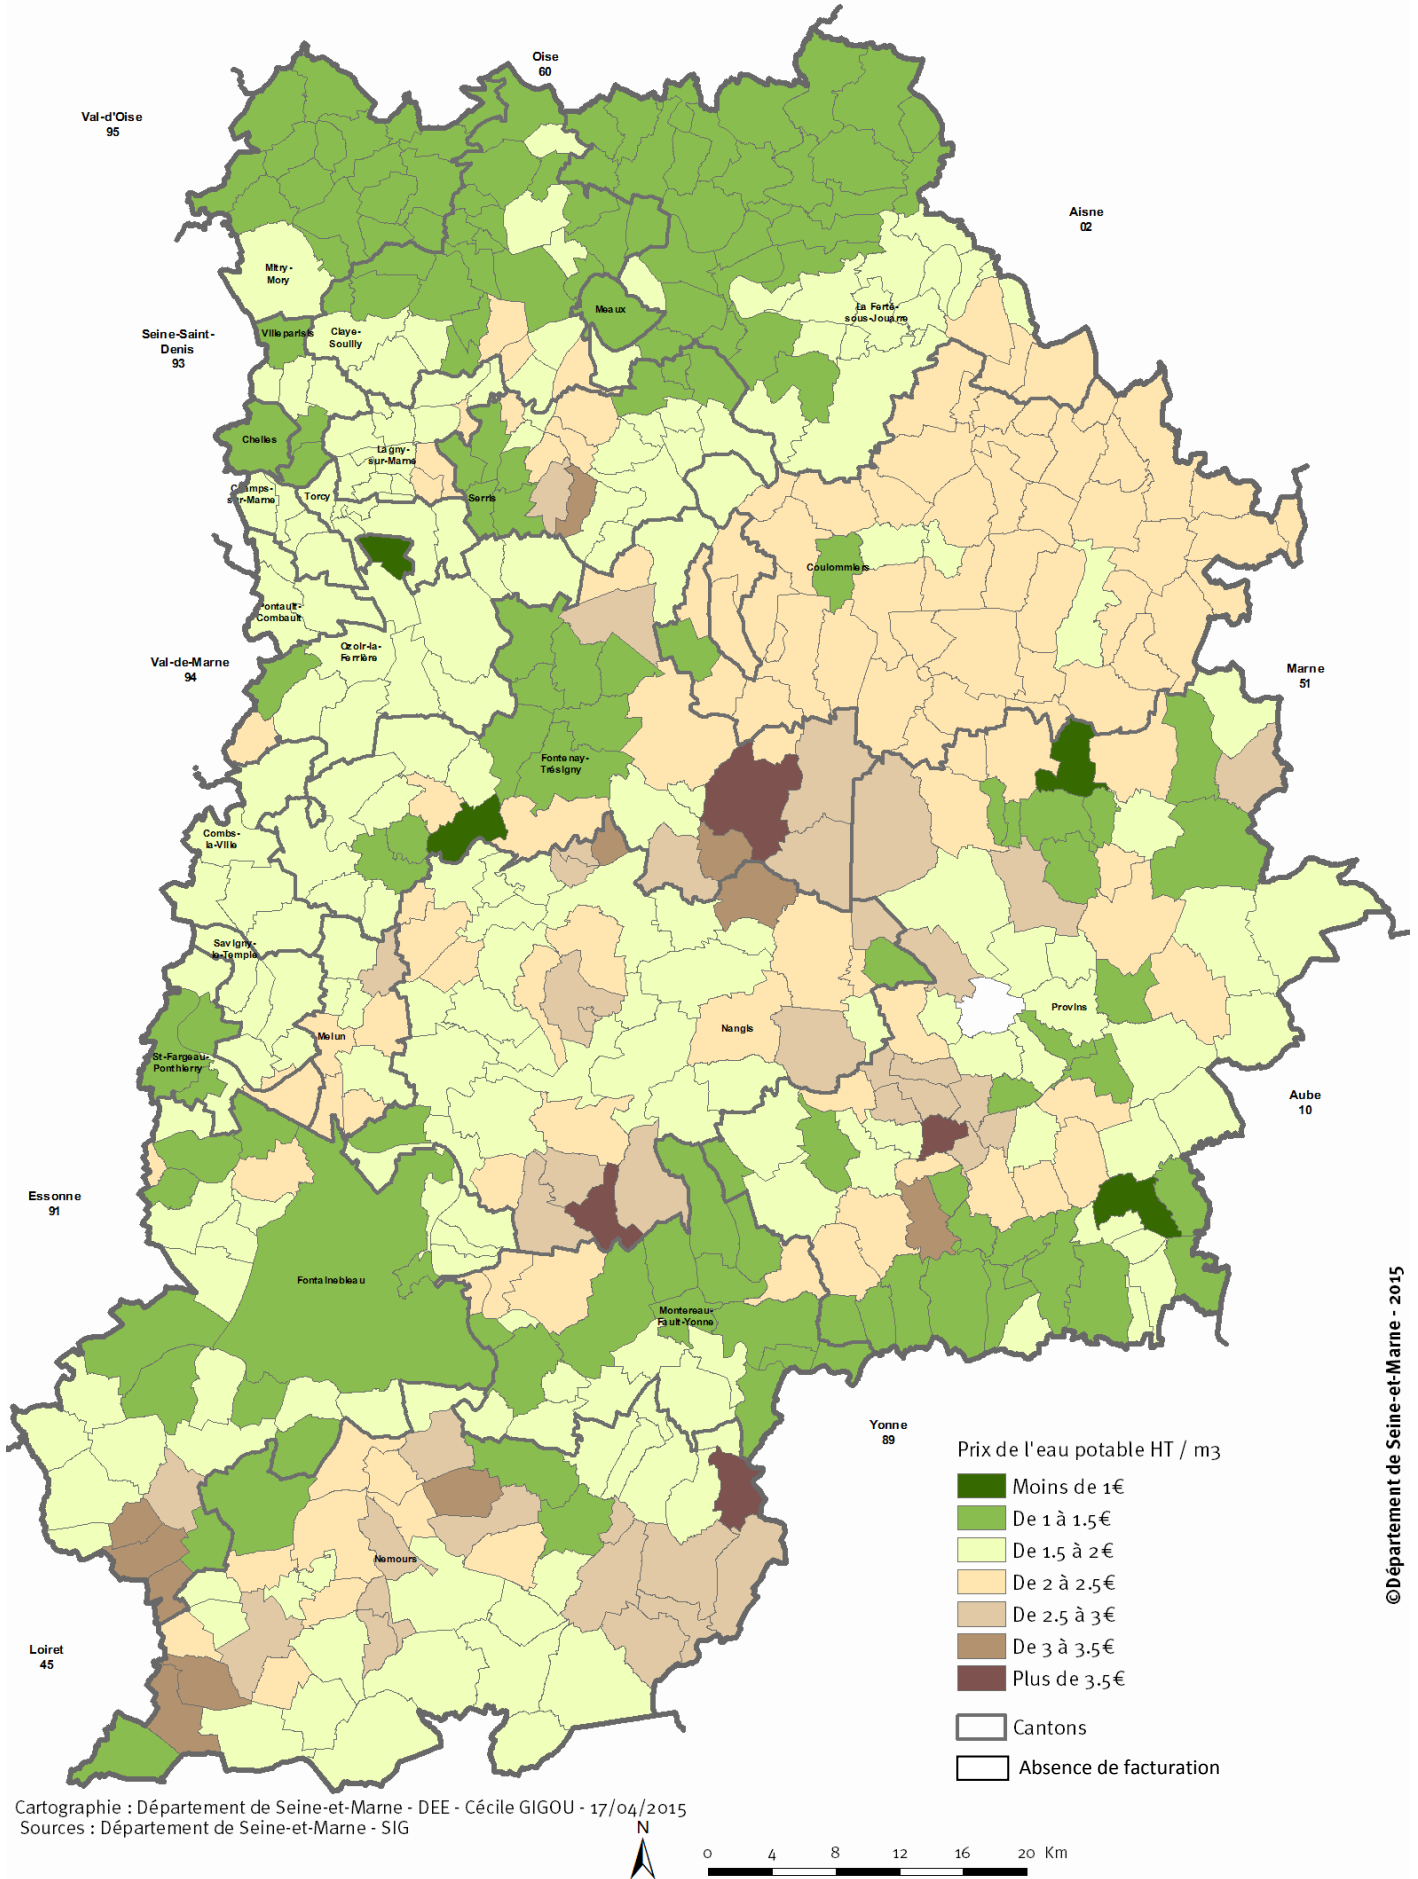 Oise
60
Val-d'Oise
95
Aisne
02
Mitry-
Mory
Meaux
La Ferté-
sous-Jouarre
Seine-Saint-
Denis
93
Villeparisis
Claye-
Souilly
Chelles
Lagny-
sur-Marne
Champs-
sur-Marne
Torcy
Serris
Coulommiers
Pontault-
Combault
Ozoir-la-
Ferrière
Val-de-Marne
94
Marne
51
Fontenay-
Trésigny
Combs-
la-Ville
Savigny-
le-Temple
Provins
Nangis
Melun
St-Fargeau-
Ponthierry
Aube
10
Essonne
91
Fontainebleau
Montereau-
Fault-Yonne
Yonne
89
Nemours
Loiret
45
Prix de l'eau potable HT / m3
Moins de 1€
De 1 à 1.5€
De 1.5 à 2€
De 2 à 2.5€
De 2.5 à 3€
De 3 à 3.5€
Plus de 3.5€
Cantons
Absence de facturation
©Département de Seine-et-Marne - 2015
Cartographie : Département de Seine-et-Marne - DEE - Cécile GIGOU - 17/04/2015
Sources : Département de Seine-et-Marne - SIG
N
0 4 8 12 16 20 Km